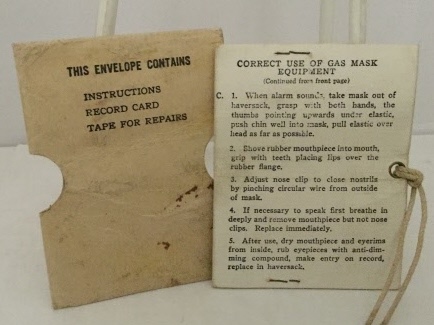 THIS ENVELOPE CONTAINS
INSTRUCTIONS
RECORD CARD
TAPE FOR REPAIRS
CORRECT USE OF GAS MASK
EQUIPMENT
(Continued from front page)
C. 1. When alarm sounds, take mask out of
haversack, grasp with both hands, the
thumbs pointing upwards under elastic,
push chin well into mask, pull elastic over
head as far as possible.
2. Shove rubber mouthpiece into mouth,
grip with teeth placing lips over the
rubber flange.
3. Adjust nose clip to close nostrils
by pinching circular wire from outside
of mask.
4. If necessary to speak first breathe in
deeply and remove mouthpiece but not nose
clips. Replace immediately.
5. After use, dry mouthpiece and eyerims
from inside, rub eyepieces with anti-dim-
ming compound, make entry on record,
replace in haversack.